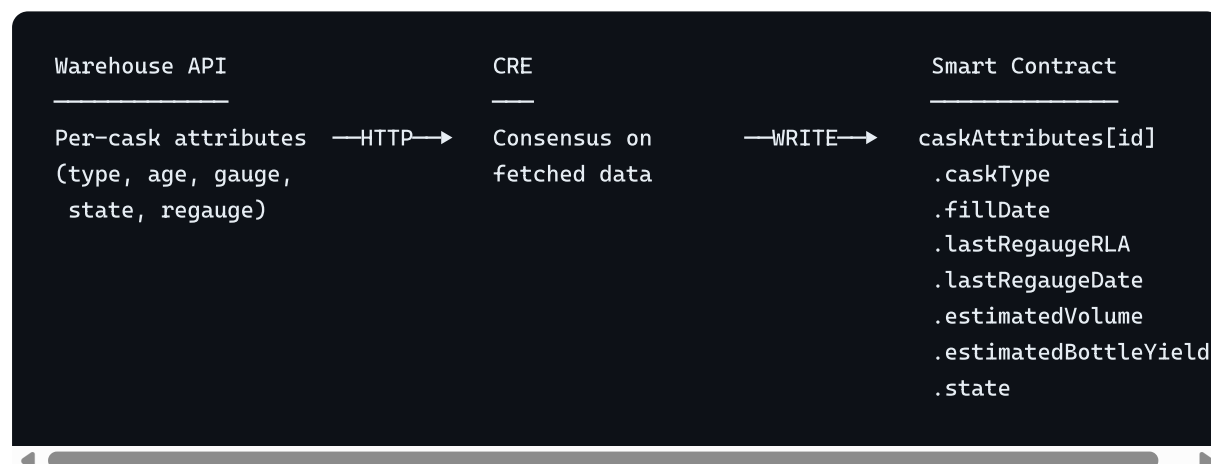 Warehouse API CRE Smart Contract
Per-cask attributes —HTTP—▶ Consensus on —WRITE—▶ caskAttributes[id]
(type, age, gauge, fetched data .caskType
state, regauge) .fillDate
.lastRegaugeRLA
.lastRegaugeDate
.estimatedVolume
.estimatedBottleYield
.state